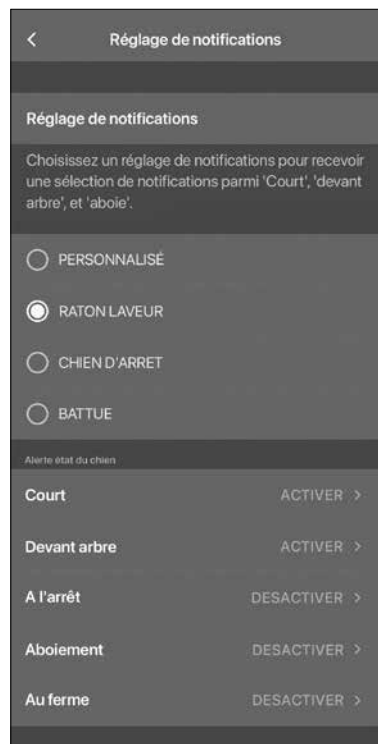 Réglage de notifications
Réglage de notifications
Choisissez un réglage de notifications pour recevoir
une sélection de notifications parmi 'Court', 'devant
arbre', et 'aboie'.
PERSONNALISÉ
RATON LAVEUR
CHIEN D'ARRET
BATTUE
Alerte état du chien
Court ACTIVER >
Devant arbre ACTIVER >
A l'arrêt DESACTIVER >
Aboiement DESACTIVER >
Au ferme DESACTIVER >